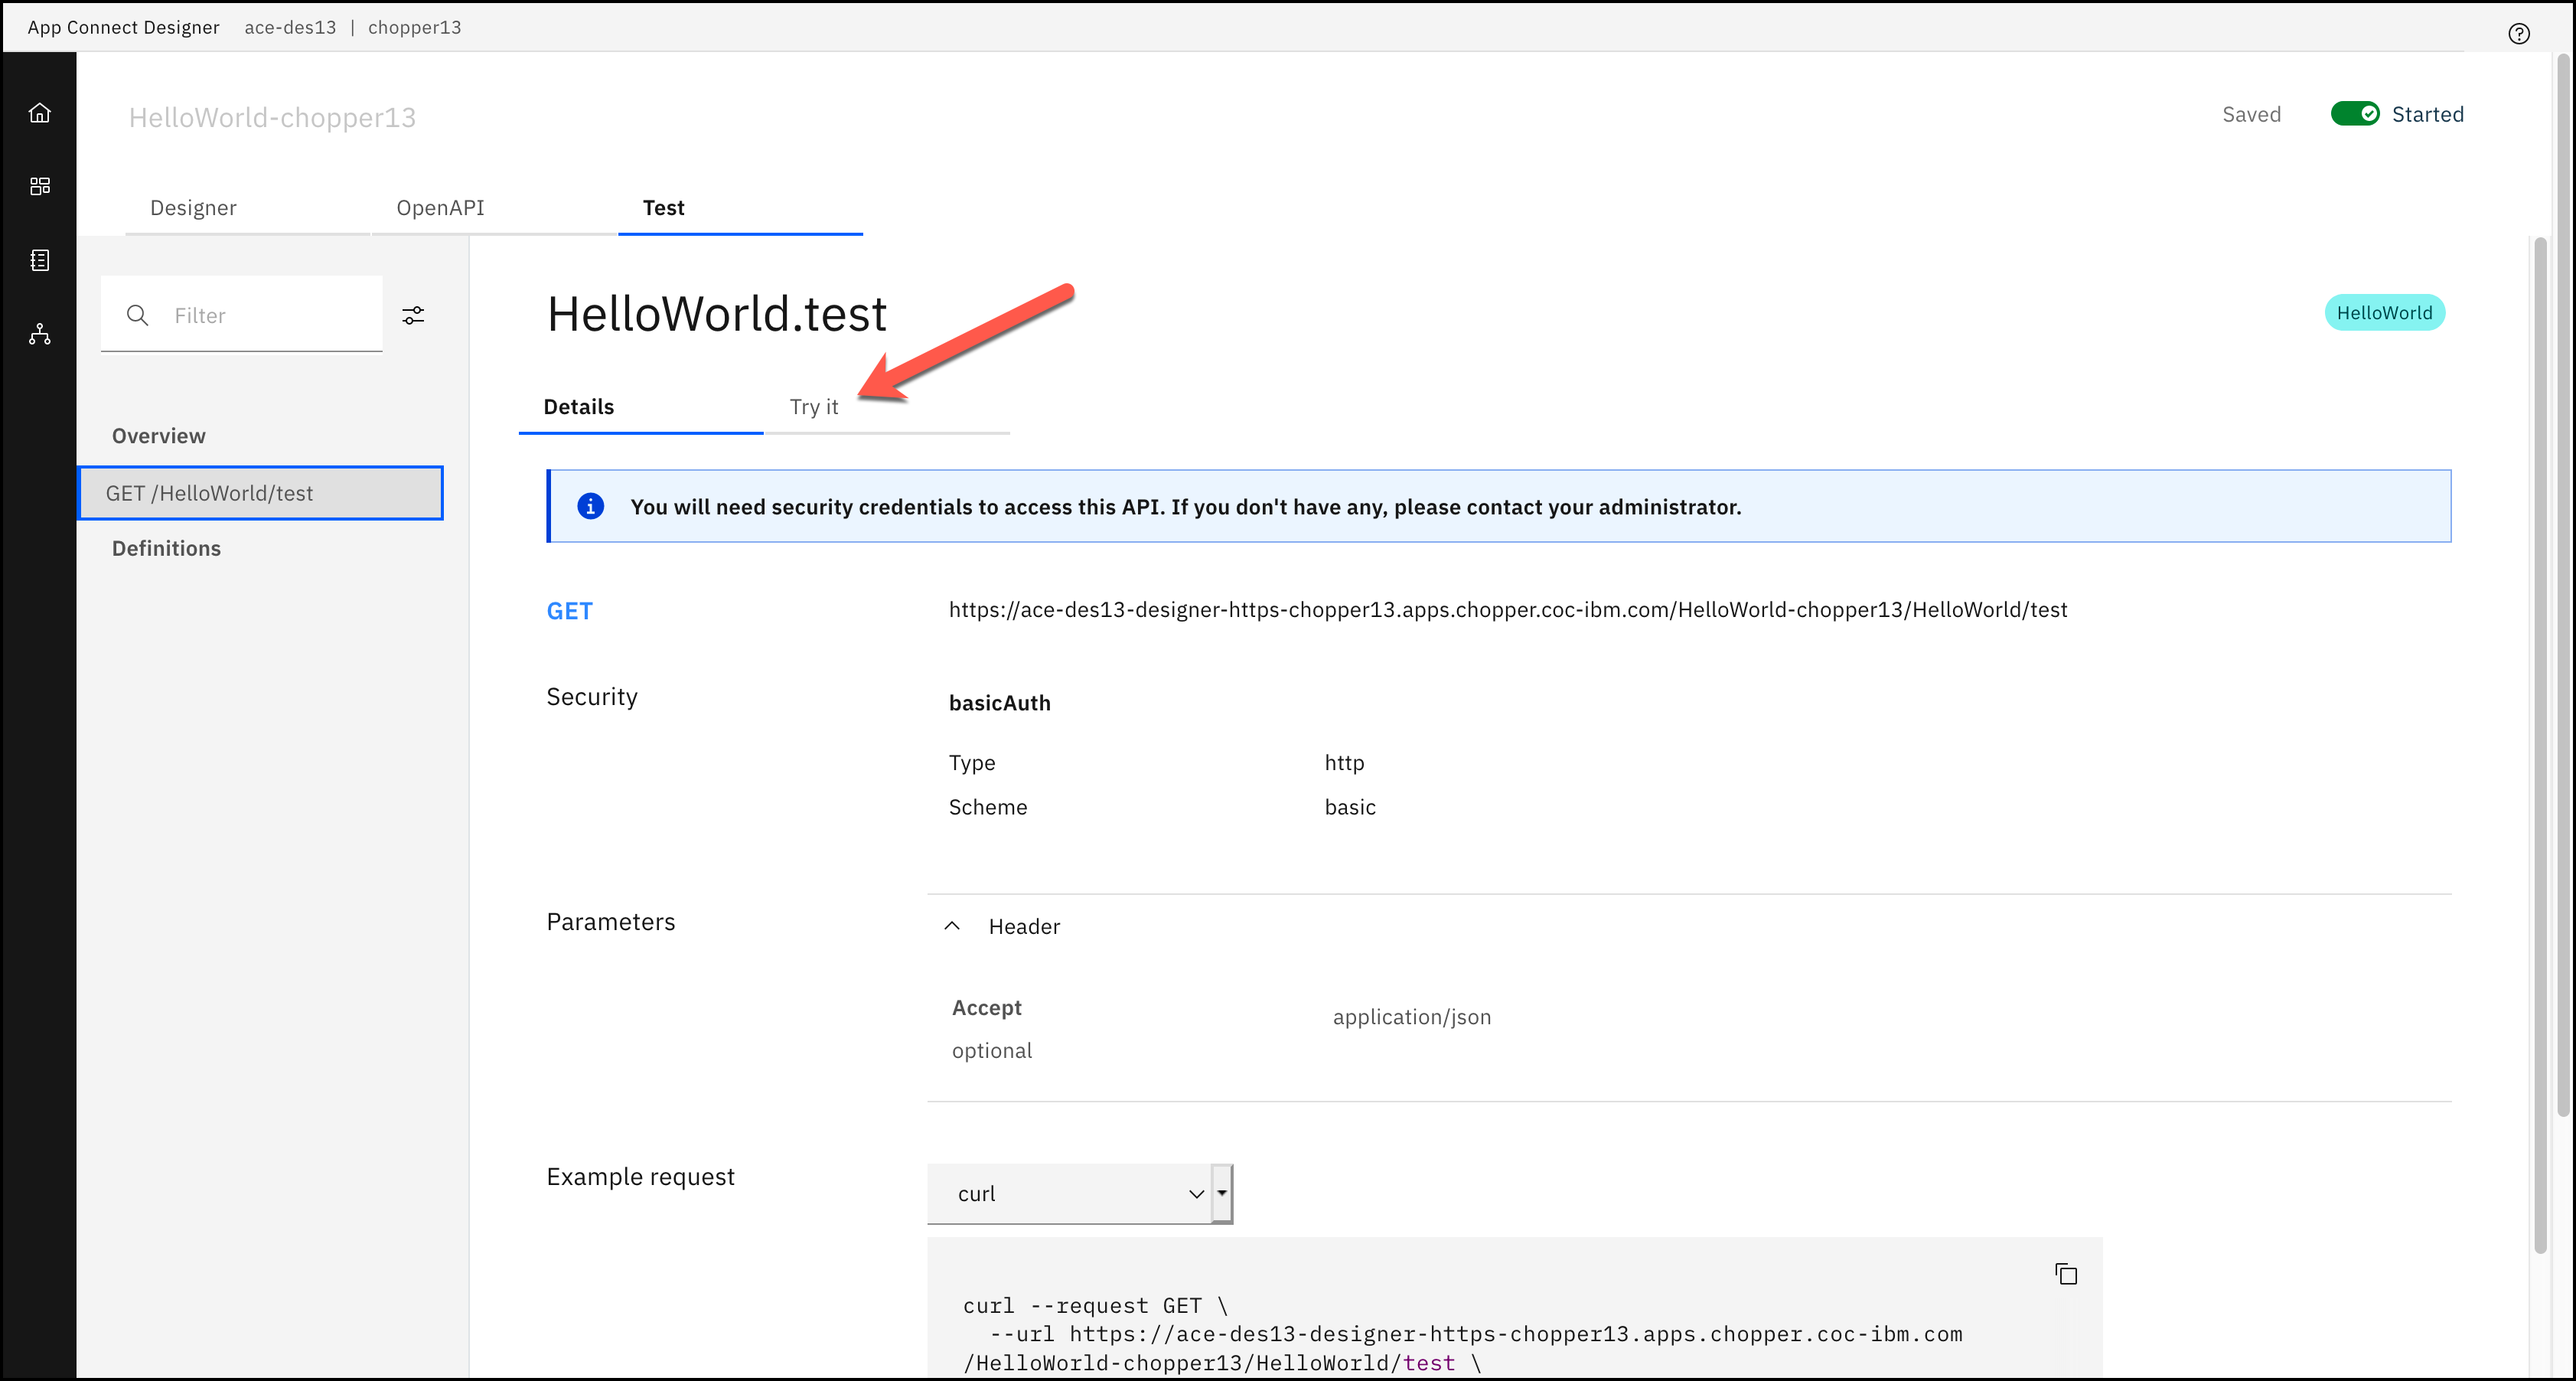 App Connect Designer ace-des13 | chopper13
HelloWorld-chopper13
Saved
Started
Designer
OpenAPI
Test
Filter
Overview
GET /HelloWorld/test
Definitions
HelloWorld.test
HelloWorld
Details
Try it
You will need security credentials to access this API. If you don't have any, please contact your administrator.
GET
https://ace-des13-designer-https-chopper13.apps.chopper.coc-ibm.com/HelloWorld-chopper13/HelloWorld/test
Security
basicAuth
Type http
Scheme basic
Parameters
Header
Accept
application/json
optional
Example request
curl
curl --request GET \
--url https://ace-des13-designer-https-chopper13.apps.chopper.coc-ibm.com
/HelloWorld-chopper13/HelloWorld/test \